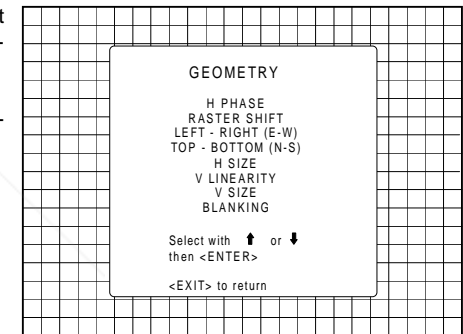 t
-
-
GEOMETRY
H PHASE
RASTER SHIFT
LEFT - RIGHT (E-W)
TOP - BOTTOM (N-S)
H SIZE
V LINEARITY
V SIZE
BLANKING
Select with ⬆ or ⬇
then <ENTER>
<EXIT> to return